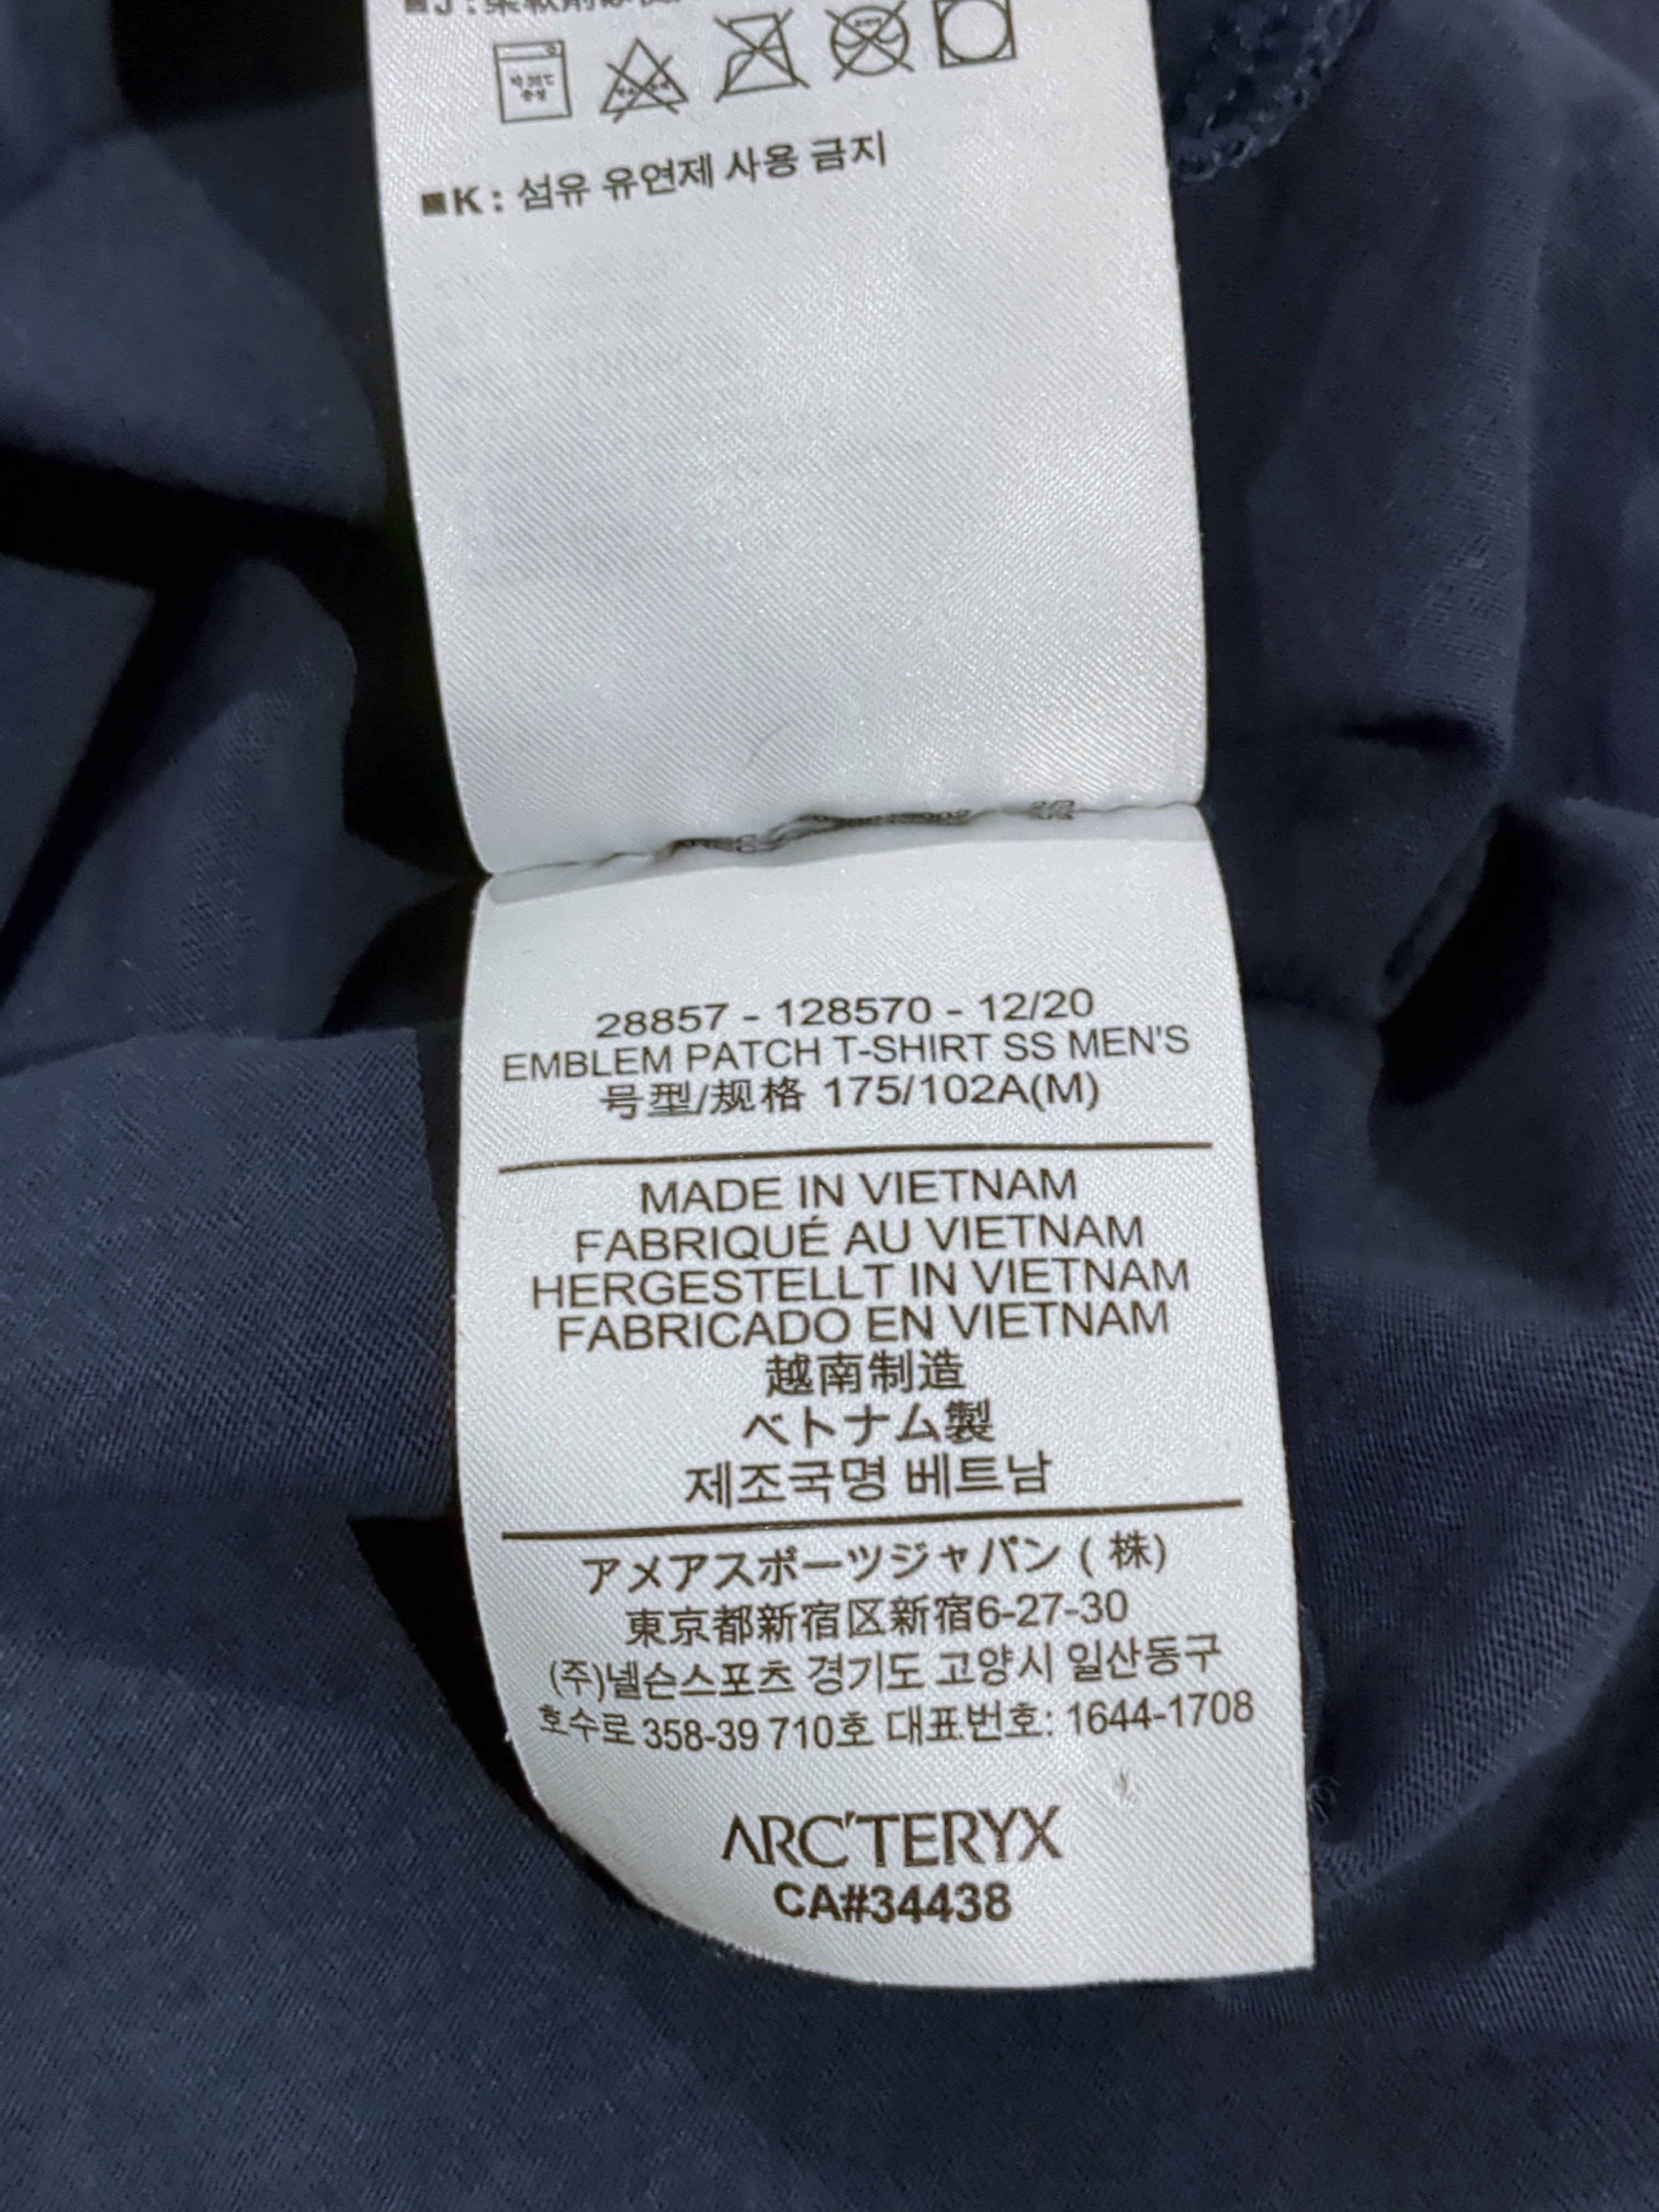 ■K : 섬유 유연제 사용 금지
28857 - 128570 - 12/20
EMBLEM PATCH T-SHIRT SS MEN'S
号型/规格 175/102A(M)
MADE IN VIETNAM
FABRIQUÉ AU VIETNAM
HERGESTELLT IN VIETNAM
FABRICADO EN VIETNAM
越南制造
ベトナム製
제조국명 베트남
アメアスポーツジャパン ( 株)
東京都新宿区新宿6-27-30
(주)넬슨스포츠 경기도 고양시 일산동구
호수로 358-39 710호 대표번호: 1644-1708
ARC'TERYX
CA#34438